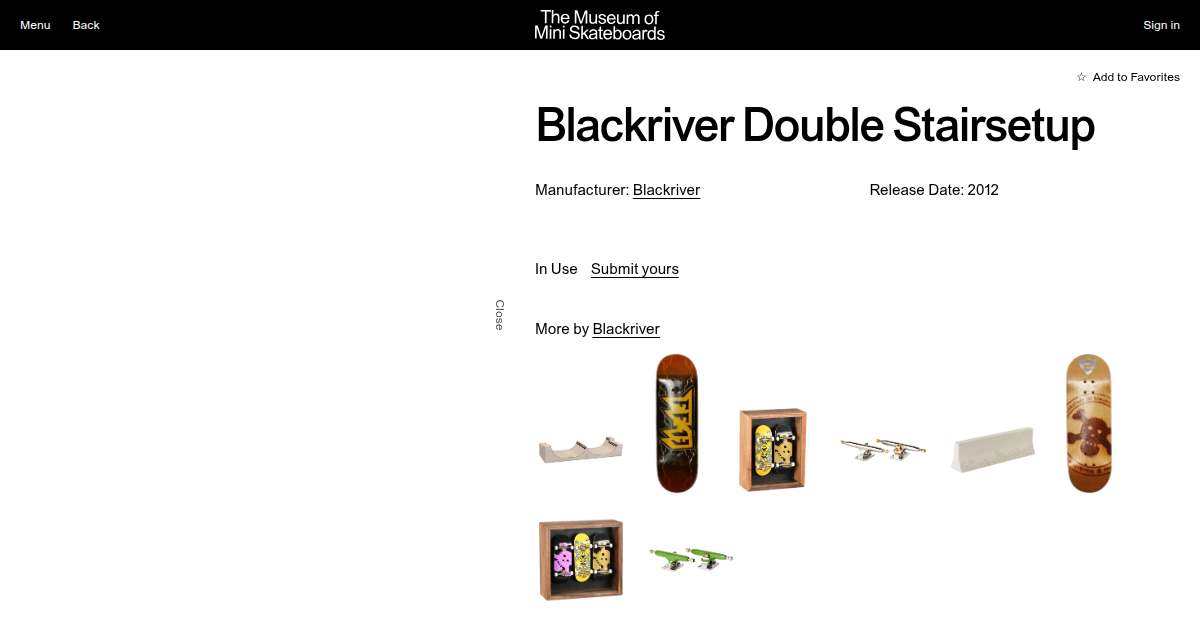 Menu Back
The Museum of
Mini Skateboards
Sign in
☆ Add to Favorites
Blackriver Double Stairsetup
Manufacturer: Blackriver
Release Date: 2012
In Use Submit yours
Close
More by Blackriver